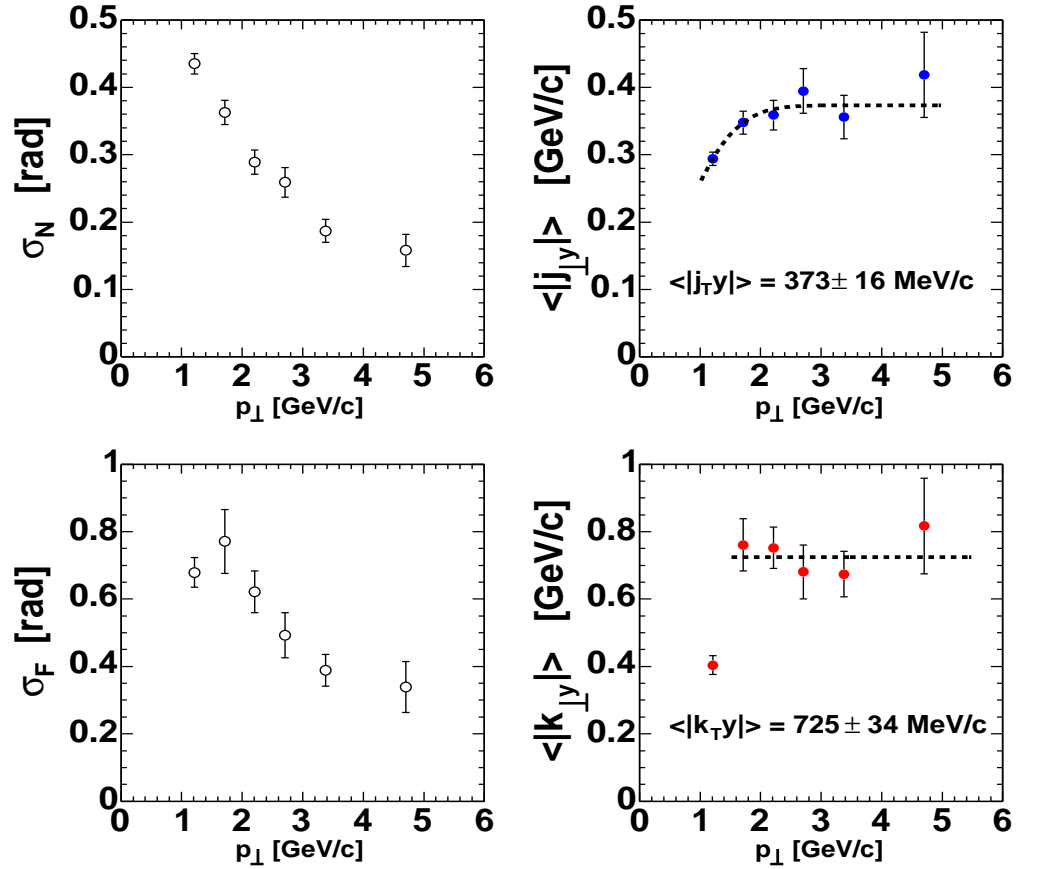 0.5
0.4
0.3
0.2
0.1
0
0 1 2 3 4 5 6
σN [rad]
p⊥ [GeV/c]
0.5
0.4
0.3
0.2
0.1
0
0 1 2 3 4 5 6
<|j⊥y|> [GeV/c]
<|jTy|> = 373± 16 MeV/c
p⊥ [GeV/c]
1
0.8
0.6
0.4
0.2
0
0 1 2 3 4 5 6
σF [rad]
p⊥ [GeV/c]
1
0.8
0.6
0.4
0.2
0
0 1 2 3 4 5 6
<|k⊥y|> [GeV/c]
<|kTy|> = 725 ± 34 MeV/c
p⊥ [GeV/c]